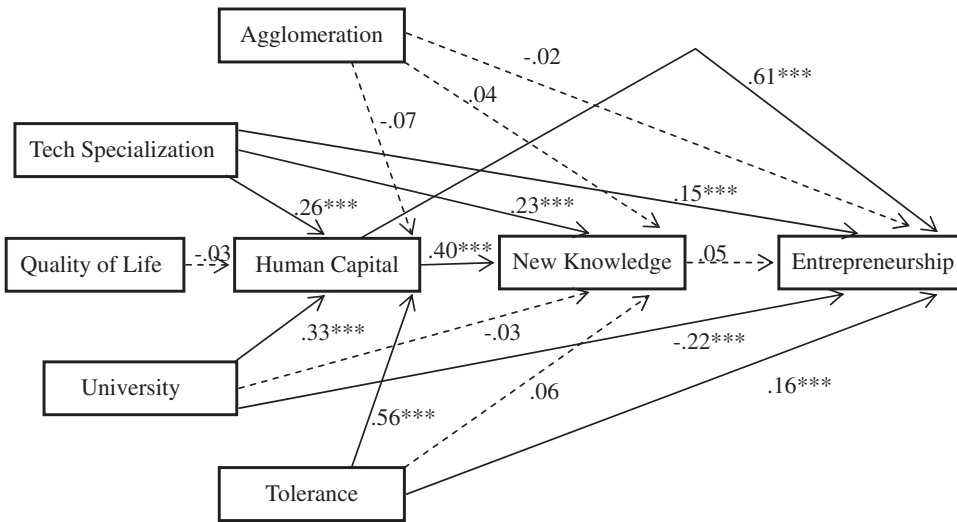 Agglomeration
-.02
.61***
.04
-.07
Tech Specialization
.26***
.23***
.15***
Quality of Life
-.03
Human Capital
.40***
New Knowledge
.05
Entrepreneurship
.33***
-.03
-.22***
University
.06
.16***
.56***
Tolerance